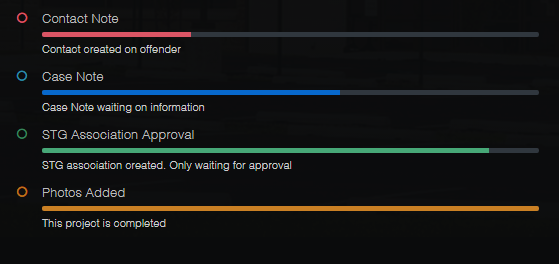 Contact Note
Contact created on offender
Case Note
Case Note waiting on information
STG Association Approval
STG association created. Only waiting for approval
Photos Added
This project is completed